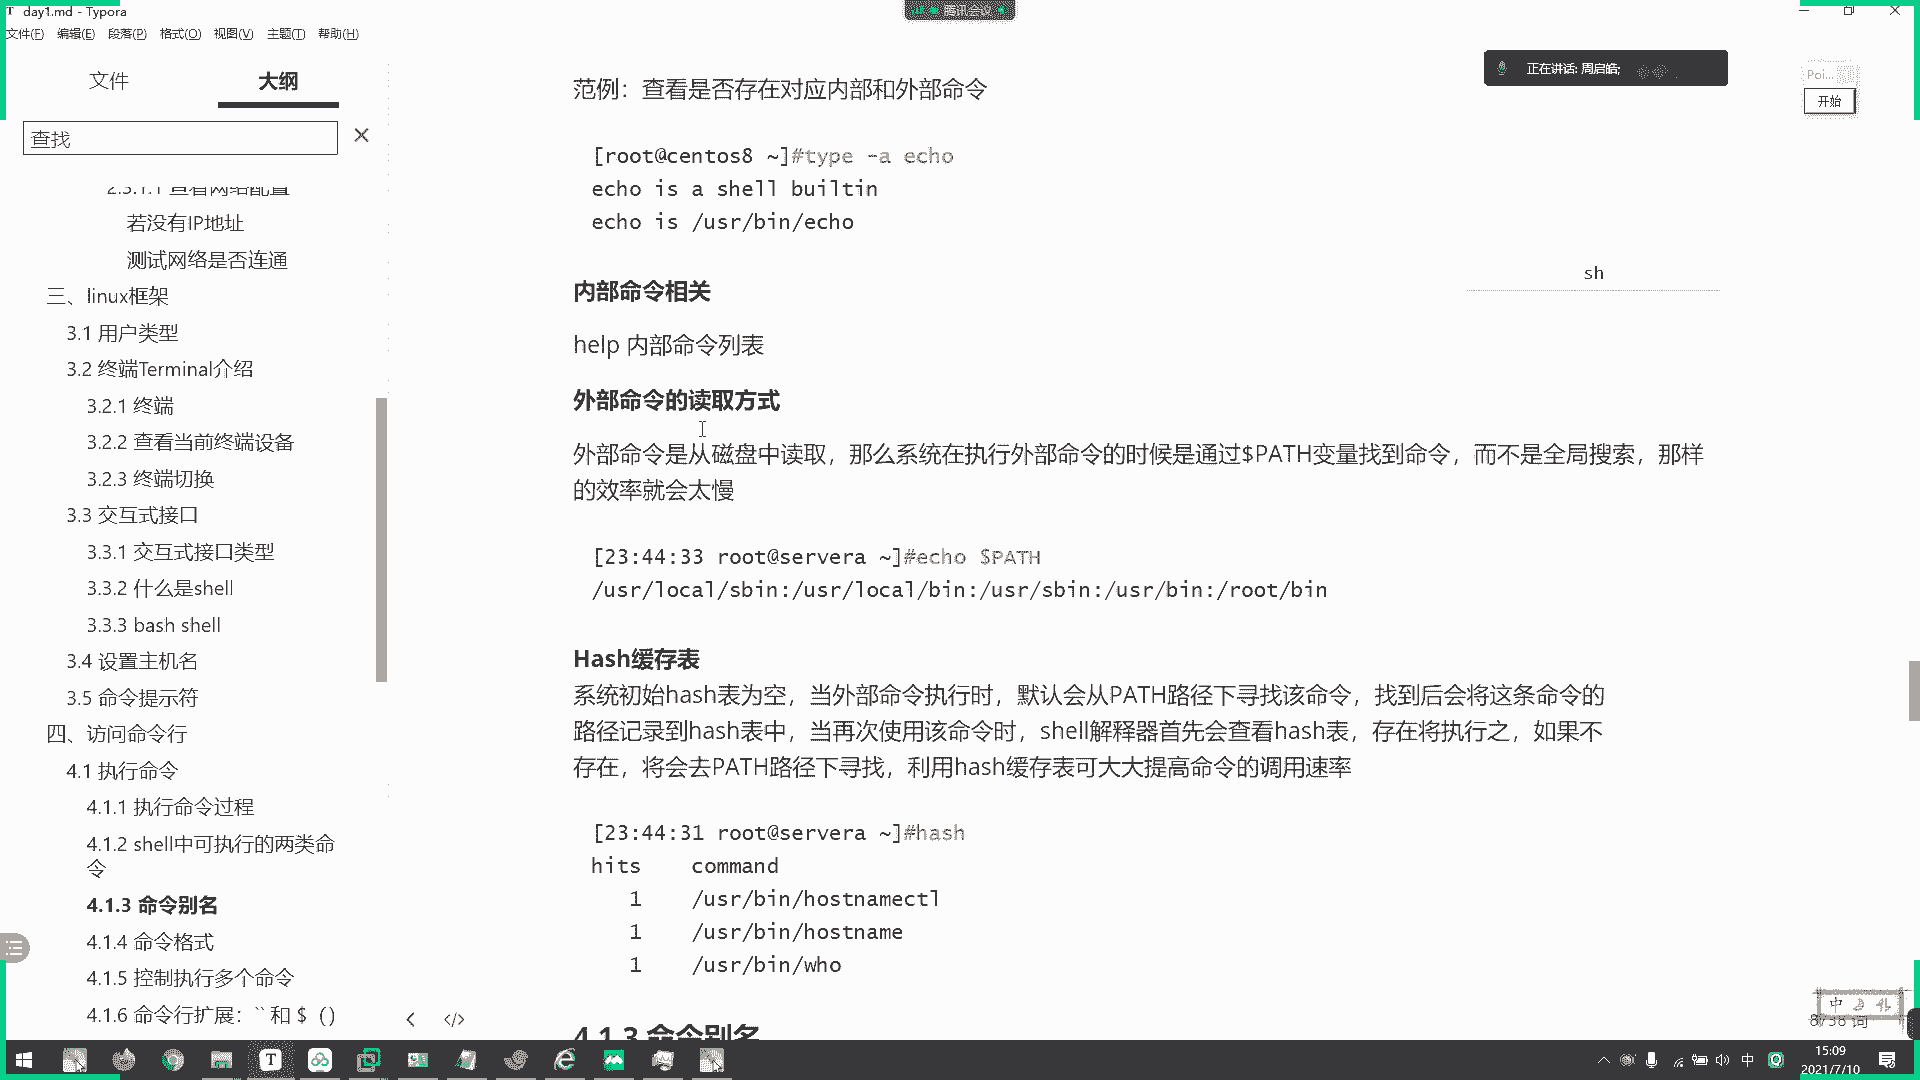 day1.md - Typora
腾讯会议
文件(F) 编辑(E) 段落(P) 格式(O) 视图(V) 主题(T) 帮助(H)
文件
大纲
查找
2.3.1.1 查看网络配置
若没有IP地址
测试网络是否连通
三、linux框架
3.1 用户类型
3.2 终端Terminal介绍
3.2.1 终端
3.2.2 查看当前终端设备
3.2.3 终端切换
3.3 交互式接口
3.3.1 交互式接口类型
3.3.2 什么是shell
3.3.3 bash shell
3.4 设置主机名
3.5 命令提示符
四、访问命令行
4.1 执行命令
4.1.1 执行命令过程
4.1.2 shell中可执行的两类命
令
4.1.3 命令别名
4.1.4 命令格式
4.1.5 控制执行多个命令
4.1.6 命令行扩展：`` 和 $（）
范例：查看是否存在对应内部和外部命令
[root@centos8 ~]#type -a echo
echo is a shell builtin
echo is /usr/bin/echo
内部命令相关
help 内部命令列表
外部命令的读取方式
外部命令是从磁盘中读取，那么系统在执行外部命令的时候是通过$PATH变量找到命令，而不是全局搜索，那样
的效率就会太慢
[23:44:33 root@servera ~]#echo $PATH
/usr/local/sbin:/usr/local/bin:/usr/sbin:/usr/bin:/root/bin
Hash缓存表
系统初始hash表为空，当外部命令执行时，默认会从PATH路径下寻找该命令，找到后会将这条命令的
路径记录到hash表中，当再次使用该命令时，shell解释器首先会查看hash表，存在将执行之，如果不
存在，将会去PATH路径下寻找，利用hash缓存表可大大提高命令的调用速率
[23:44:31 root@servera ~]#hash
hits command
1 /usr/bin/hostnamectl
1 /usr/bin/hostname
1 /usr/bin/who
4.1.3 命令别名
正在讲话: 周启皓;
Poi...
开始
sh
中
词
中
15:09
2021/7/10